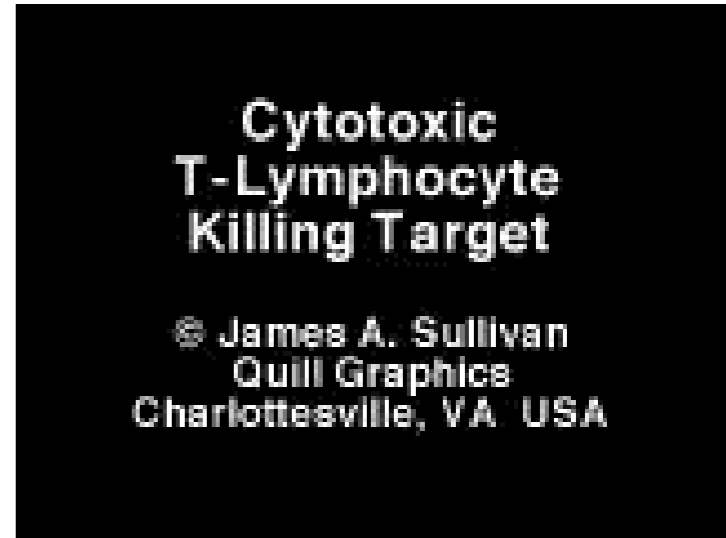 Cytotoxic
T-Lymphocyte
Killing Target
© James A. Sullivan
Quill Graphics
Charlottesville, VA USA